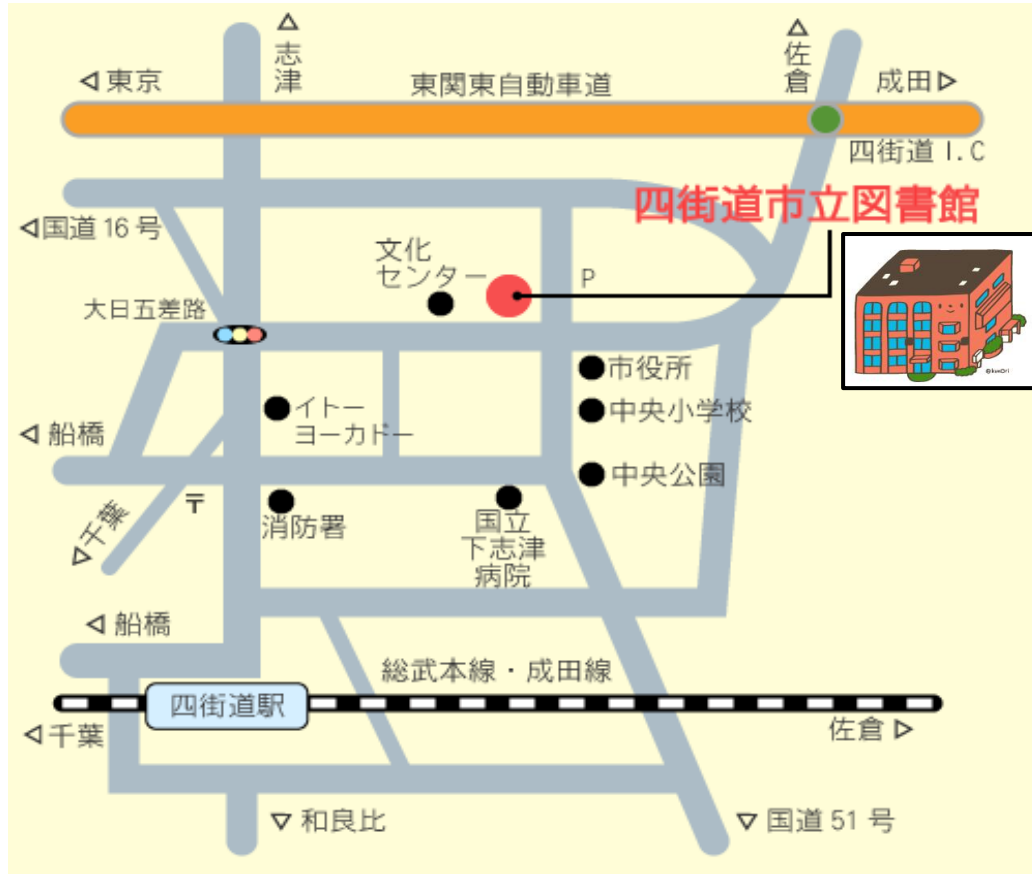 志津
佐倉
◁東京
東関東自動車道
成田▷
四街道 I.C
四街道市立図書館
◁国道16号
文化
センター
P
大日五差路
市役所
イトー
ヨーカドー
中央小学校
◁船橋
中央公園
〒
千葉
消防署
国立
下志津
病院
◁船橋
総武本線・成田線
四街道駅
◁千葉
佐倉▷
▽和良比
▽国道51号